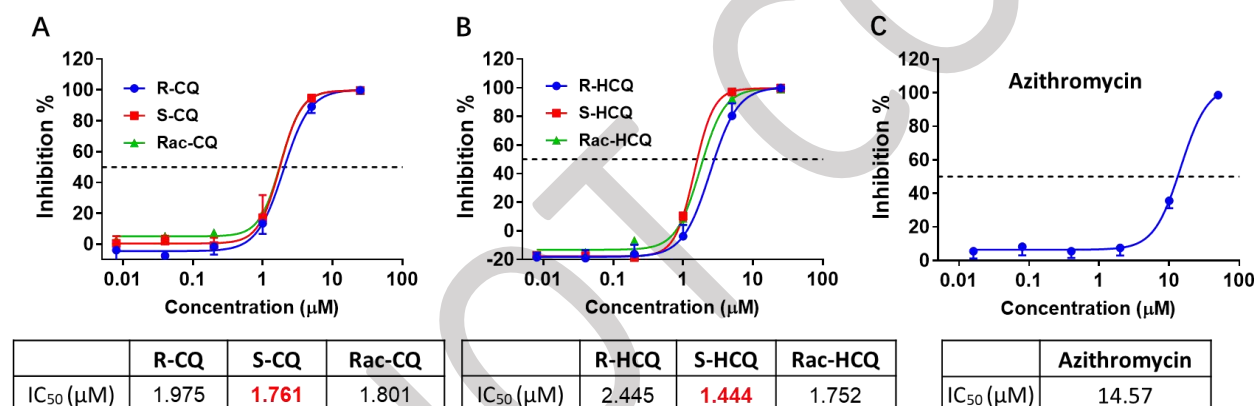 A
120
100
80
60
40
20
0
Inhibition %
R-CQ
S-CQ
Rac-CQ
0.01 0.1 1 10 100
Concentration (μM)
B
120
100
80
60
40
20
0
-20
Inhibition %
R-HCQ
S-HCQ
Rac-HCQ
0.01 0.1 1 10 100
Concentration (μM)
C
120
100
80
60
40
20
0
Inhibition %
Azithromycin
0.01 0.1 1 10 100
Concentration (μM)
R-CQ S-CQ Rac-CQ
IC50 (μM) 1.975 1.761 1.801
R-HCQ S-HCQ Rac-HCQ
IC50 (μM) 2.445 1.444 1.752
Azithromycin
IC50 (μM) 14.57